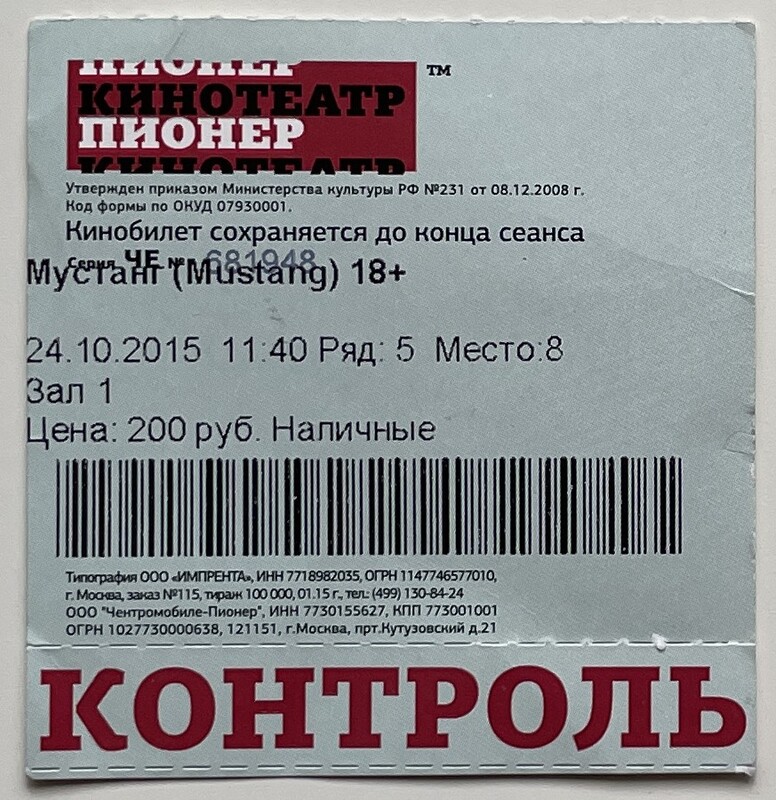 ПИОНЕР
КИНОТЕАТР
ПИОНЕР
КИНОТЕАТР
™
Утвержден приказом Министерства культуры РФ №231 от 08.12.2008 г.
Код формы по ОКУД 07930001.
Кинобилет сохраняется до конца сеанса
Серия ЧЕ № 681948
Мустанг (Mustang) 18+
24.10.2015 11:40 Ряд: 5 Место:8
Зал 1
Цена: 200 руб. Наличные
Типография ООО «ИМПРЕНТА», ИНН 7718982035, ОГРН 1147746577010,
г. Москва, заказ №115, тираж 100 000, 01.15 г., тел.: (499) 130-84-24
ООО "Чентромобиле-Пионер", ИНН 7730155627, КПП 773001001
ОГРН 1027730000638, 121151, г.Москва, прт.Кутузовский д.21
КОНТРОЛЬ